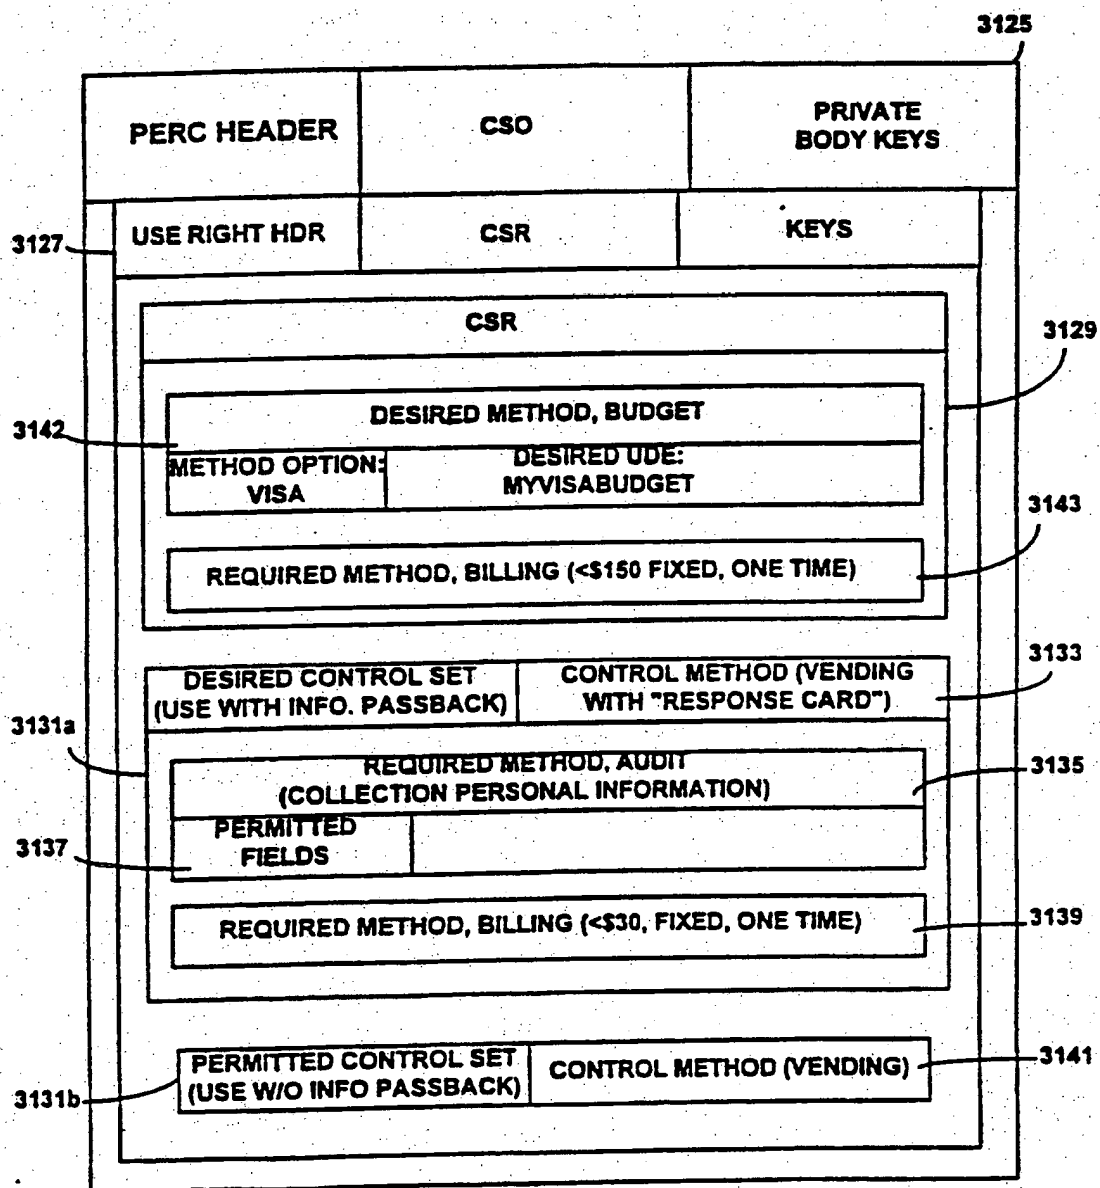 3125
PERC HEADER
CSO
PRIVATE
BODY KEYS
3127
USE RIGHT HDR
CSR
KEYS
CSR
3129
DESIRED METHOD, BUDGET
3142
METHOD OPTION:
VISA
DESIRED UDE:
MYVISABUDGET
3143
REQUIRED METHOD, BILLING (<$150 FIXED, ONE TIME)
3133
DESIRED CONTROL SET
(USE WITH INFO. PASSBACK)
CONTROL METHOD (VENDING
WITH "RESPONSE CARD")
3131a
REQUIRED METHOD, AUDIT
(COLLECTION PERSONAL INFORMATION)
3135
3137
PERMITTED
FIELDS
REQUIRED METHOD, BILLING (<$30, FIXED, ONE TIME)
3139
PERMITTED CONTROL SET
(USE W/O INFO PASSBACK)
CONTROL METHOD (VENDING)
3141
3131b